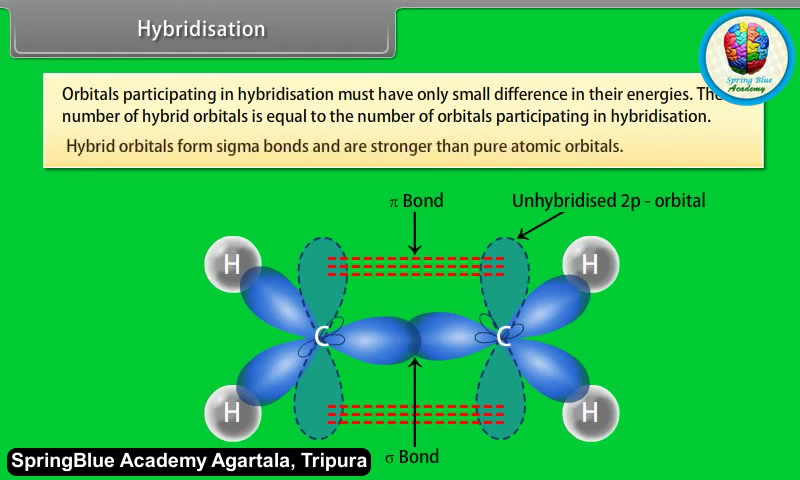 Hybridisation
Spring Blue
Academy
Orbitals participating in hybridisation must have only small difference in their energies. The
number of hybrid orbitals is equal to the number of orbitals participating in hybridisation.
Hybrid orbitals form sigma bonds and are stronger than pure atomic orbitals.
π Bond
Unhybridised 2p - orbital
H
H
C
C
H
H
σ Bond
SpringBlue Academy Agartala, Tripura